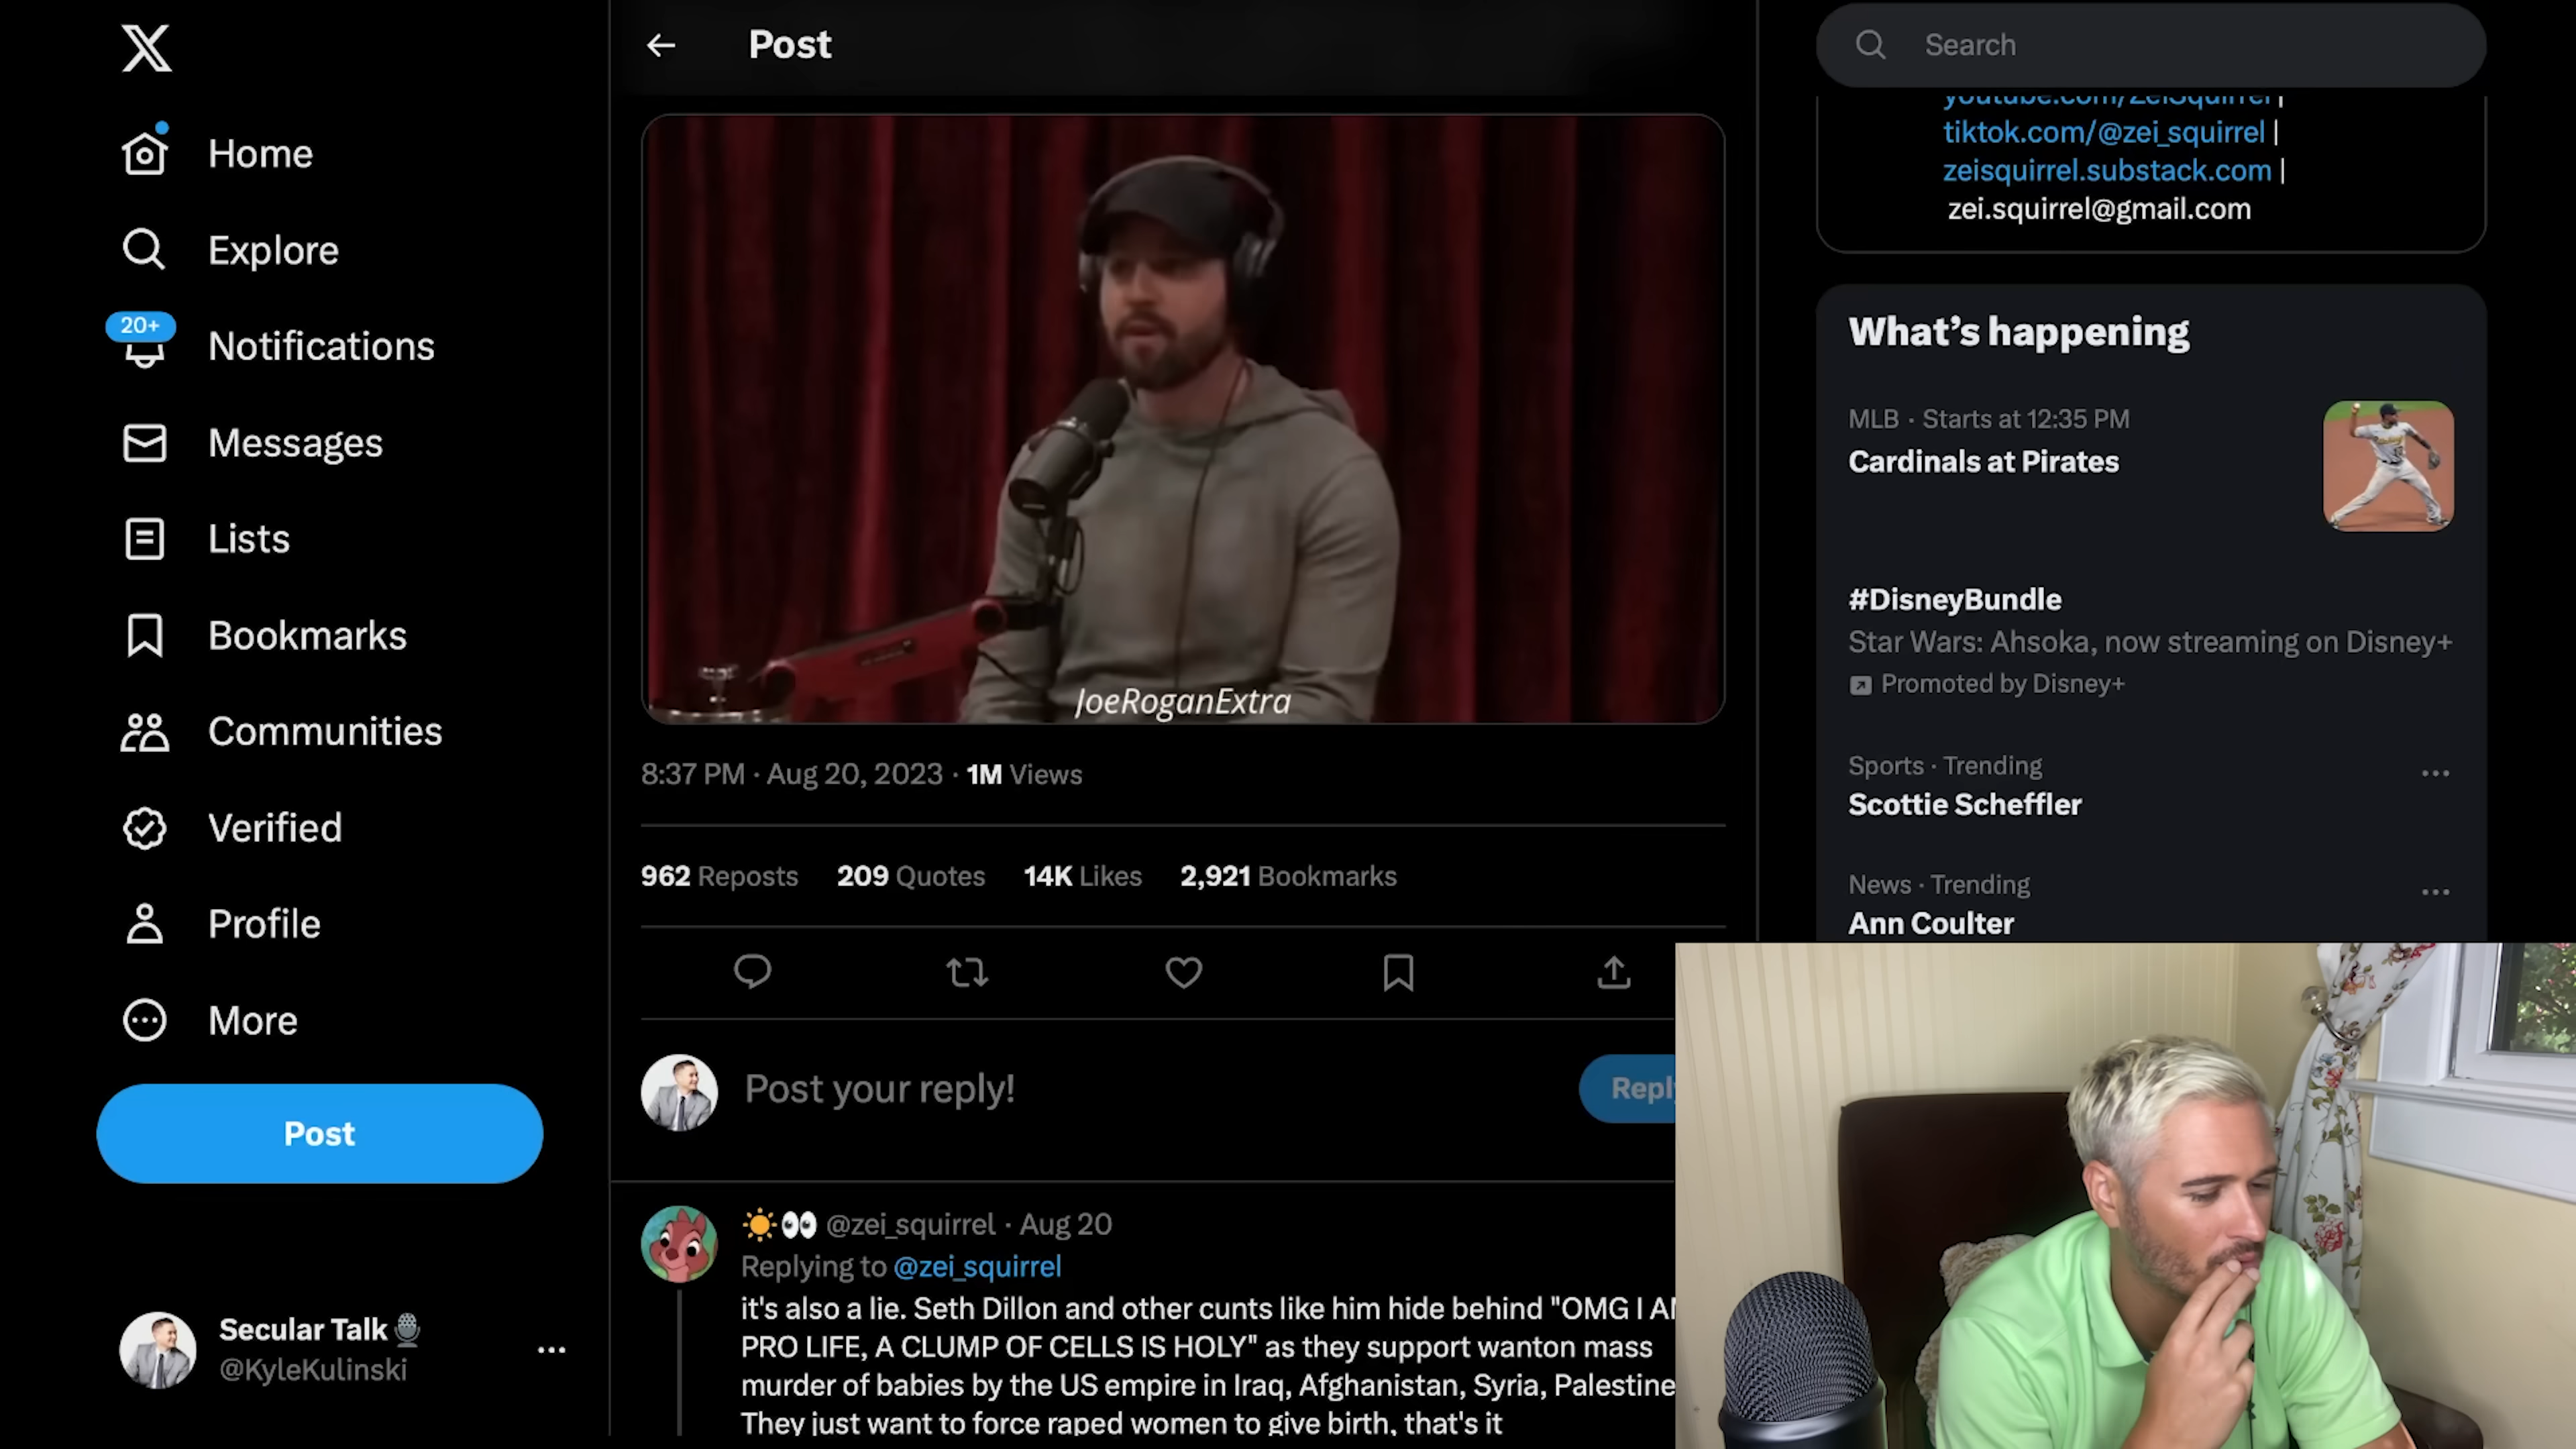 Home
Explore
20+
Notifications
Messages
Lists
Bookmarks
Communities
Verified
Profile
More
Post
Secular Talk🎙️
@KyleKulinski
Post
JoeRoganExtra
8:37 PM · Aug 20, 2023 · 1M Views
962 Reposts 209 Quotes 14K Likes 2,921 Bookmarks
Post your reply!
Reply
☀️👀 @zei_squirrel · Aug 20
Replying to @zei_squirrel
it's also a lie. Seth Dillon and other cunts like him hide behind "OMG I AM
PRO LIFE, A CLUMP OF CELLS IS HOLY" as they support wanton mass
murder of babies by the US empire in Iraq, Afghanistan, Syria, Palestine
They just want to force raped women to give birth, that's it
Search
youtube.com/ZeiSquirrel |
tiktok.com/@zei_squirrel |
zeisquirrel.substack.com |
zei.squirrel@gmail.com
What's happening
MLB · Starts at 12:35 PM
Cardinals at Pirates
#DisneyBundle
Star Wars: Ahsoka, now streaming on Disney+
Promoted by Disney+
Sports · Trending
Scottie Scheffler
News · Trending
Ann Coulter